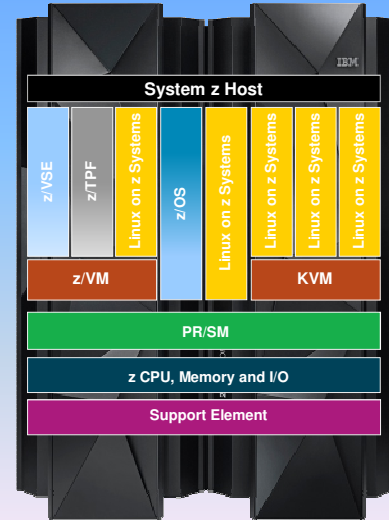 IBM
System z Host
z/VSE
z/TPF
Linux on z Systems
z/OS
Linux on z Systems
Linux on z Systems
Linux on z Systems
Linux on z Systems
z/VM
KVM
PR/SM
z CPU, Memory and I/O
Support Element